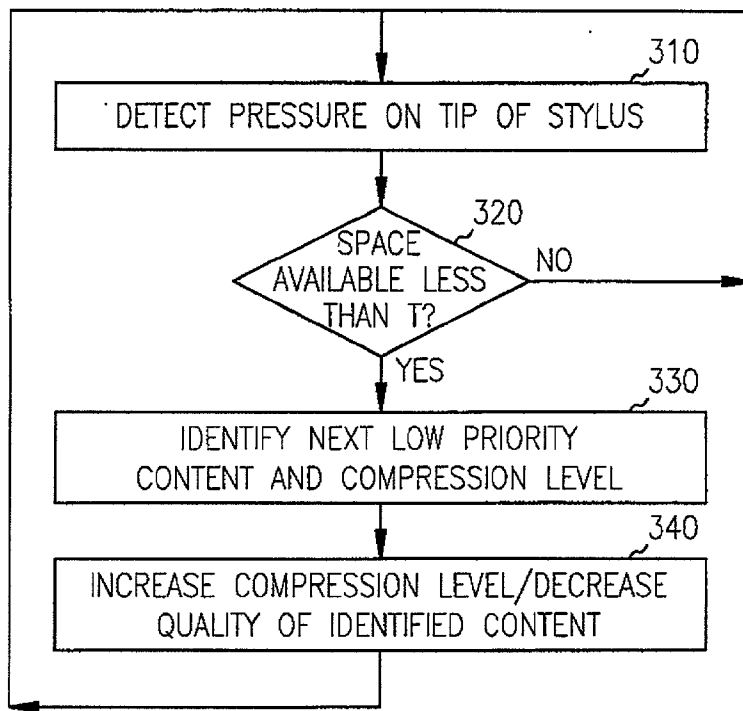 310
DETECT PRESSURE ON TIP OF STYLUS
320
SPACE
AVAILABLE LESS
THAN T?
NO
YES
330
IDENTIFY NEXT LOW PRIORITY
CONTENT AND COMPRESSION LEVEL
340
INCREASE COMPRESSION LEVEL/DECREASE
QUALITY OF IDENTIFIED CONTENT